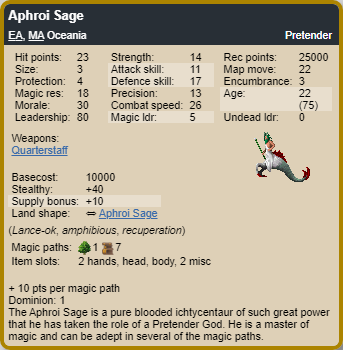 Aphroi Sage
EA, MA Oceania Pretender
Hit points: 23 Strength: 14 Rec points: 25000
Size: 3 Attack skill: 11 Map move: 22
Protection: 4 Defence skill: 17 Encumbrance: 3
Magic res: 18 Precision: 13 Age: 22
Morale: 30 Combat speed: 26 (75)
Leadership: 80 Magic ldr: 5 Undead ldr: 0
Weapons:
Quarterstaff
Basecost: 10000
Stealthy: +40
Supply bonus: +10
Land shape: ⇔ Aphroi Sage
(Lance-ok, amphibious, recuperation)
Magic paths: 1 7
Item slots: 2 hands, head, body, 2 misc
+ 10 pts per magic path
Dominion: 1
The Aphroi Sage is a pure blooded ichtycentaur of such great power
that he has taken the role of a Pretender God. He is a master of
magic and can be adept in several of the magic paths.